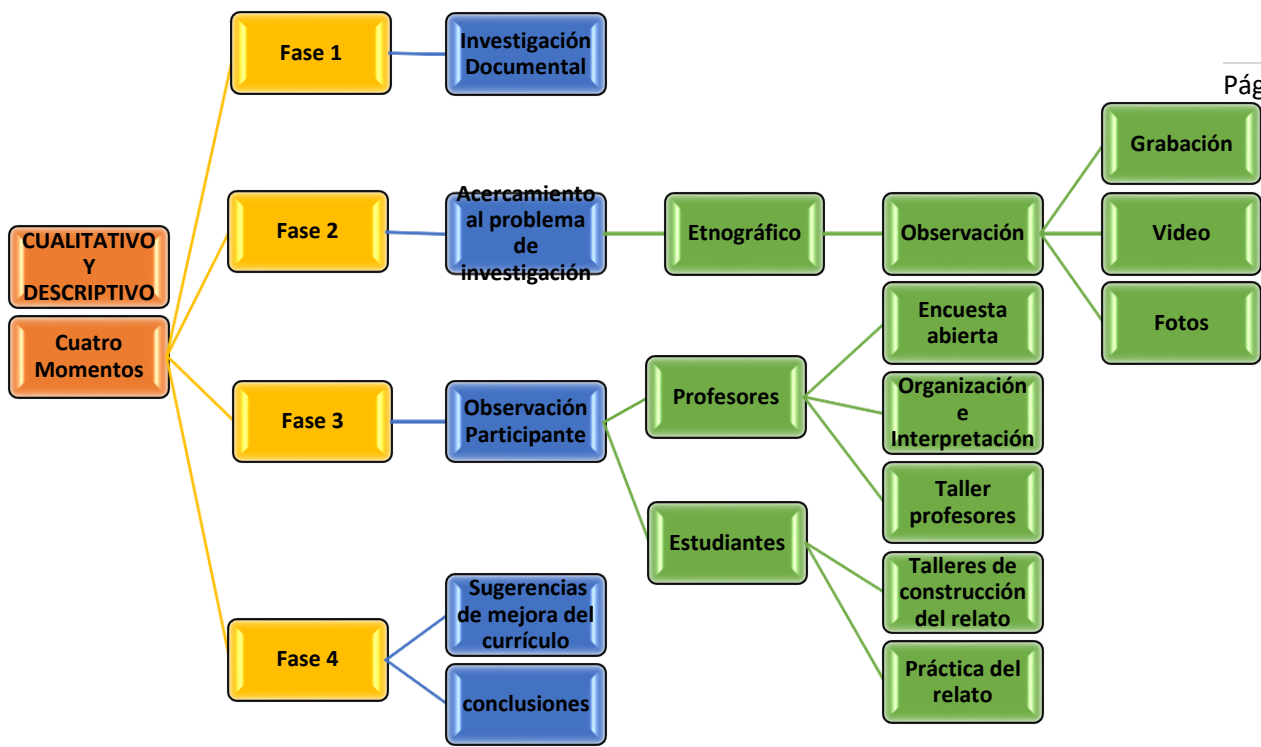 Pág
CUALITATIVO
Y
DESCRIPTIVO
Cuatro
Momentos
Fase 1
Investigación
Documental
Fase 2
Acercamiento
al problema
de
investigación
Etnográfico
Observación
Grabación
Video
Fotos
Fase 3
Observación
Participante
Profesores
Encuesta
abierta
Organización
e
Interpretación
Taller
profesores
Estudiantes
Talleres de
construcción
del relato
Práctica del
relato
Fase 4
Sugerencias
de mejora del
currículo
conclusiones